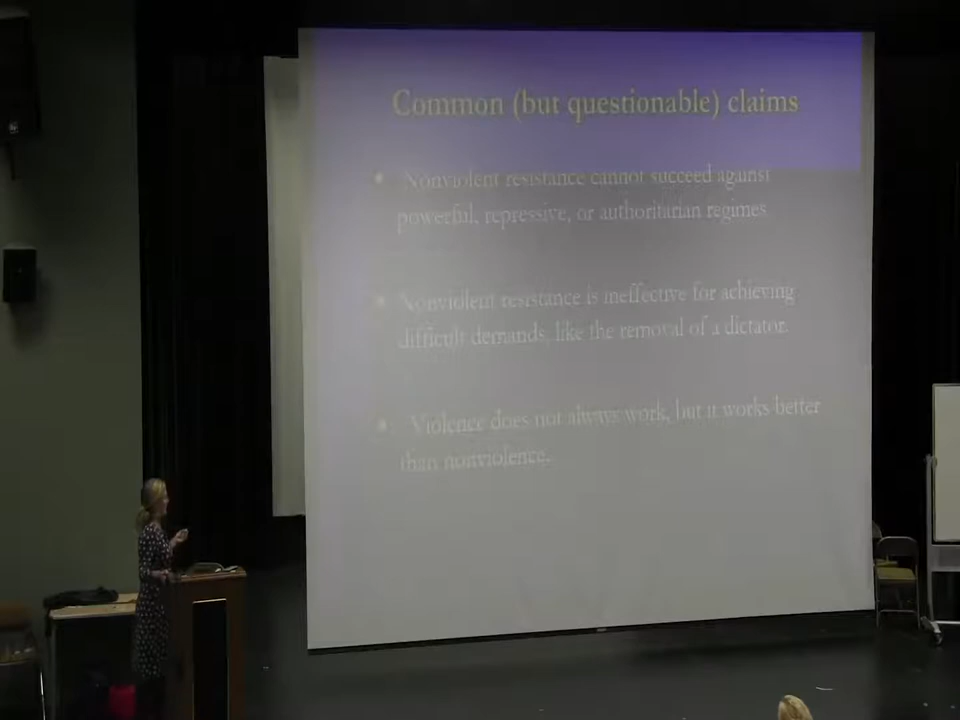 Common (but questionable) claims
Nonviolent resistance cannot succeed against
powerful, repressive, or authoritarian regimes
Nonviolent resistance is ineffective for achieving
difficult demands, like the removal of a dictator.
Violence does not always work, but it works better
than nonviolence.